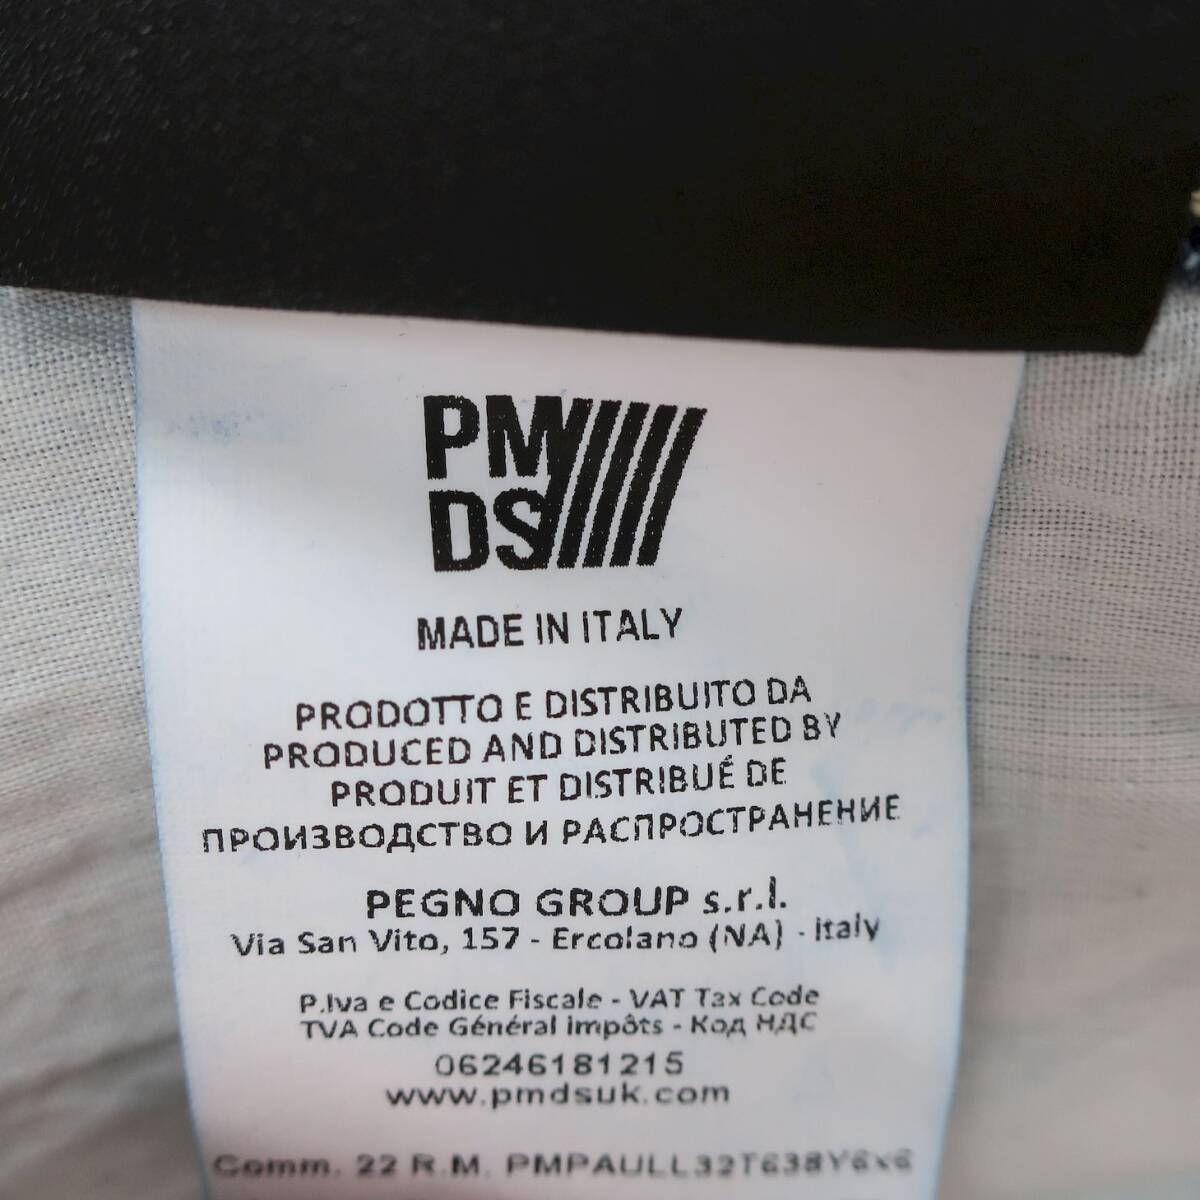 PM
DS
MADE IN ITALY
PRODOTTO E DISTRIBUITO DA
PRODUCED AND DISTRIBUTED BY
PRODUIT ET DISTRIBUÉ DE
ПРОИЗВОДСТВО И РАСПРОСТРАНЕНИЕ
PEGNO GROUP s.r.l.
Via San Vito, 157 - Ercolano (NA) - Italy
P.Iva e Codice Fiscale - VAT Tax Code
TVA Code Général impôts - Код НДС
06246181215
www.pmdsuk.com
Comm. 22 R.M.